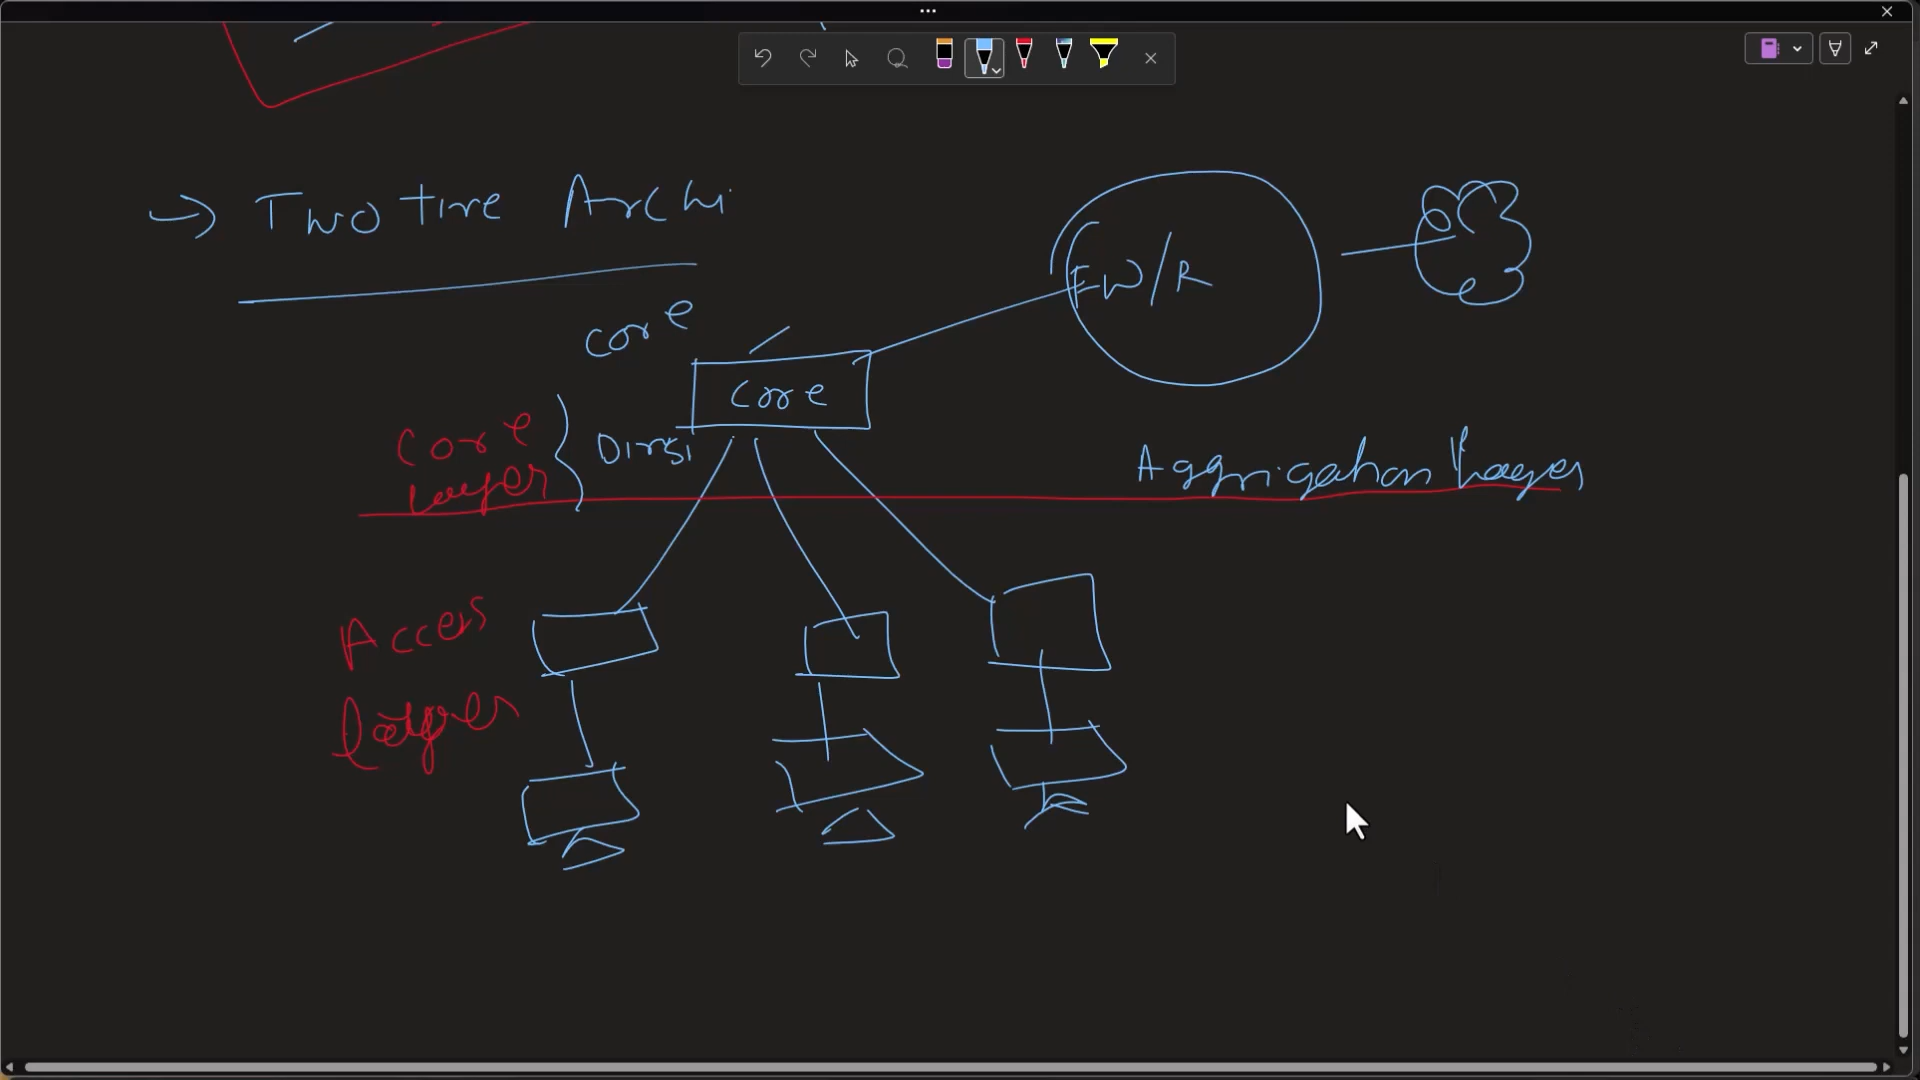 → Two tire Archi
FW/R
core
Core
Core
layer
Dirsi
Aggrigation Layer
Access
layer